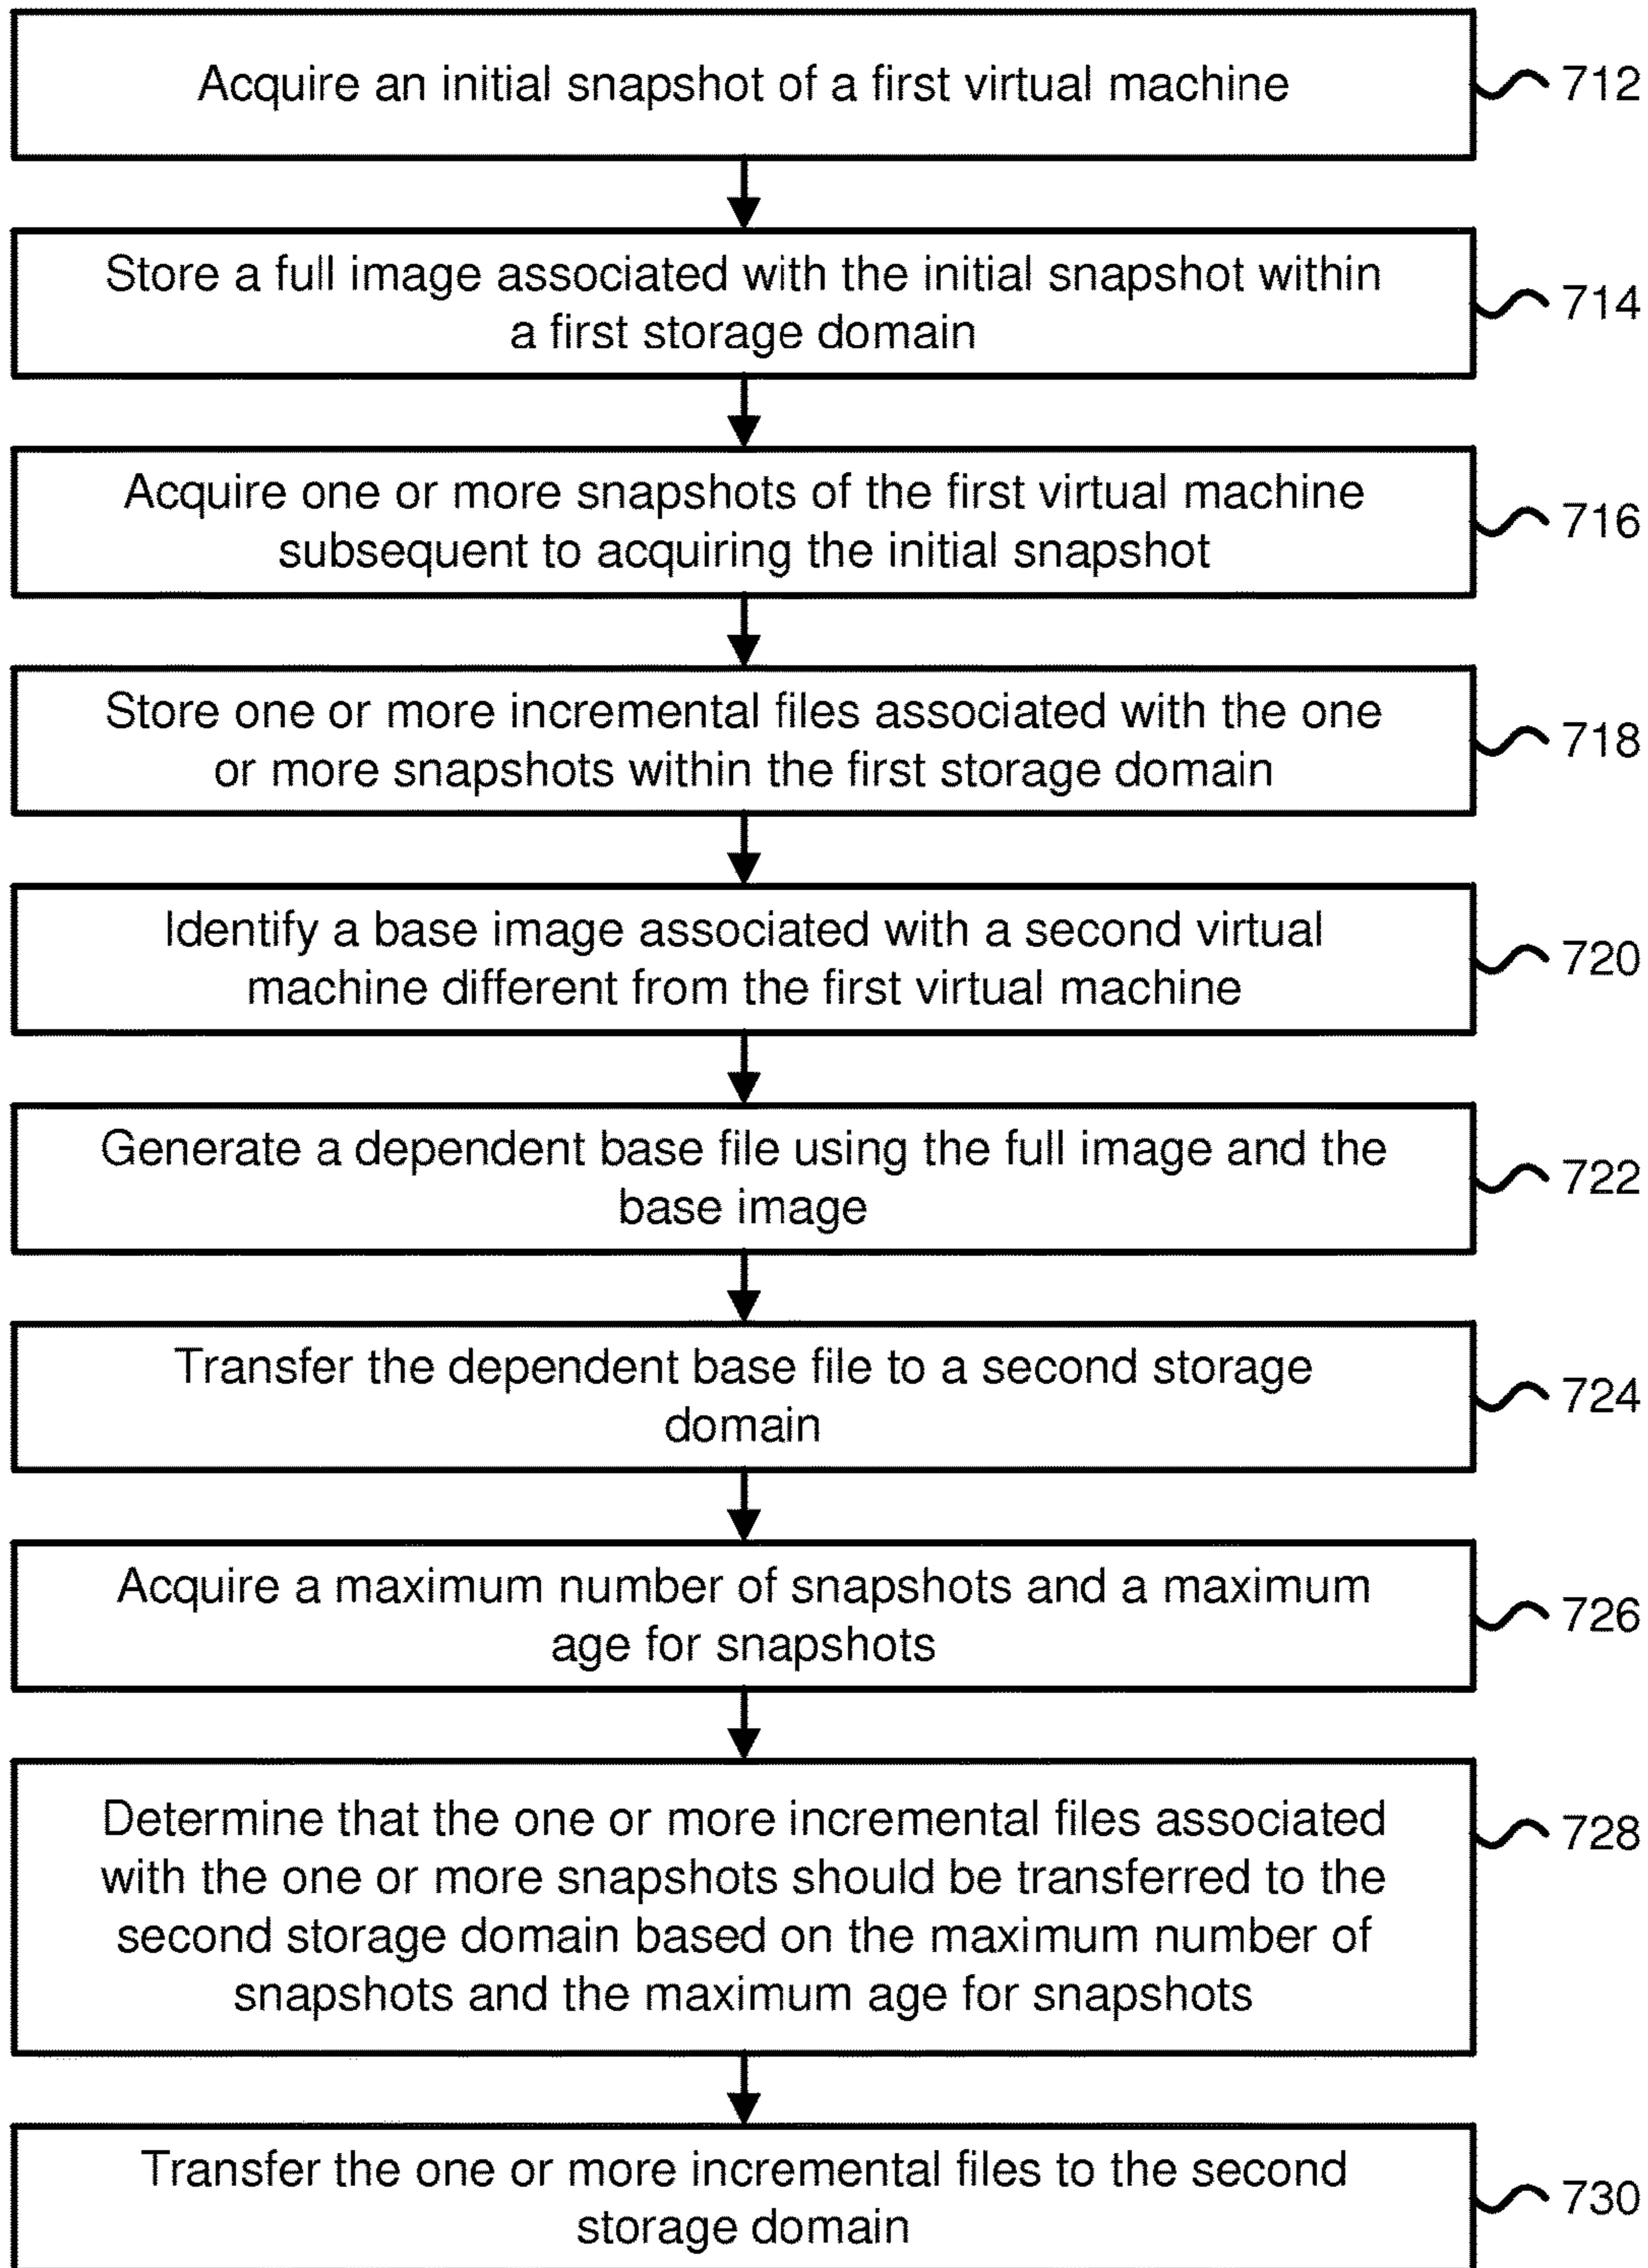 Acquire an initial snapshot of a first virtual machine
712
Store a full image associated with the initial snapshot within
a first storage domain
714
Acquire one or more snapshots of the first virtual machine
subsequent to acquiring the initial snapshot
716
Store one or more incremental files associated with the one
or more snapshots within the first storage domain
718
Identify a base image associated with a second virtual
machine different from the first virtual machine
720
Generate a dependent base file using the full image and the
base image
722
Transfer the dependent base file to a second storage
domain
724
Acquire a maximum number of snapshots and a maximum
age for snapshots
726
Determine that the one or more incremental files associated
with the one or more snapshots should be transferred to the
second storage domain based on the maximum number of
snapshots and the maximum age for snapshots
728
Transfer the one or more incremental files to the second
storage domain
730